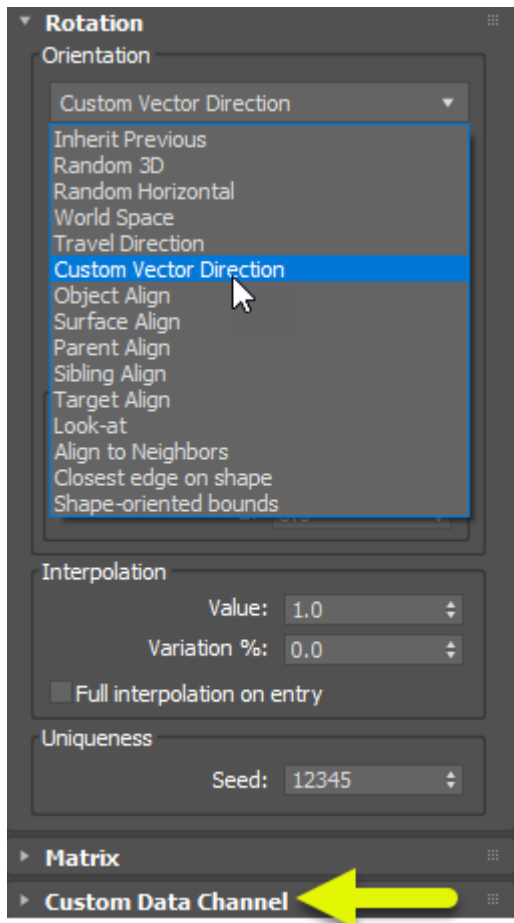 Rotation
Orientation
Custom Vector Direction
Inherit Previous
Random 3D
Random Horizontal
World Space
Travel Direction
Custom Vector Direction
Object Align
Surface Align
Parent Align
Sibling Align
Target Align
Look-at
Align to Neighbors
Closest edge on shape
Shape-oriented bounds
Interpolation
Value: 1.0
Variation %: 0.0
Full interpolation on entry
Uniqueness
Seed: 12345
Matrix
Custom Data Channel